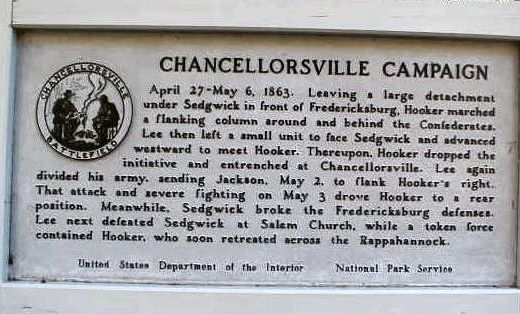 CHANCELLORSVILLE
BATTLEFIELD
CHANCELLORSVILLE CAMPAIGN
April 27-May 6, 1863. Leaving a large detachment
under Sedgwick in front of Fredericksburg, Hooker marched
a flanking column around and behind the Confederates.
Lee then left a small unit to face Sedgwick and advanced
westward to meet Hooker. Thereupon, Hooker dropped the
initiative and entrenched at Chancellorsville. Lee again
divided his army, sending Jackson, May 2, to flank Hooker's right.
That attack and severe fighting on May 3 drove Hooker to a rear
position. Meanwhile, Sedgwick broke the Fredericksburg defenses.
Lee next defeated Sedgwick at Salem Church, while a token force
contained Hooker, who soon retreated across the Rappahannock.
United States Department of the Interior National Park Service